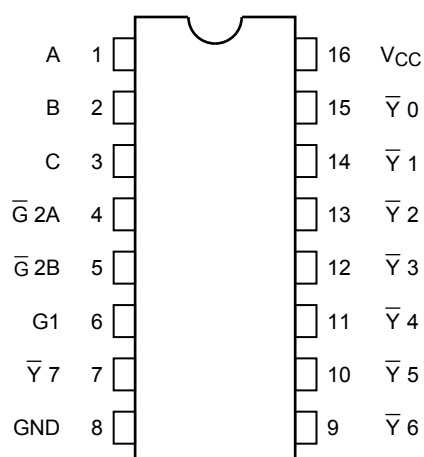 A 1 16 VCC
B 2 15 Y̅ 0
C 3 14 Y̅ 1
G̅ 2A 4 13 Y̅ 2
G̅ 2B 5 12 Y̅ 3
G1 6 11 Y̅ 4
Y̅ 7 7 10 Y̅ 5
GND 8 9 Y̅ 6